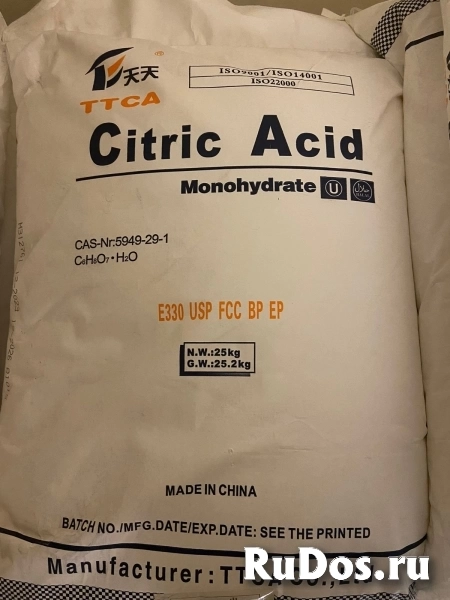 天天
TTCA
ISO9001/ISO14001
ISO22000
Citric Acid
Monohydrate U
CAS-Nr:5949-29-1
C₆H₈O₇·H₂O
E330 USP FCC BP EP
N.W.:25kg
G.W.:25.2kg
MADE IN CHINA
BATCH NO./MFG.DATE/EXP.DATE: SEE THE PRINTED
Manufacturer:TTCA
RuDos.ru